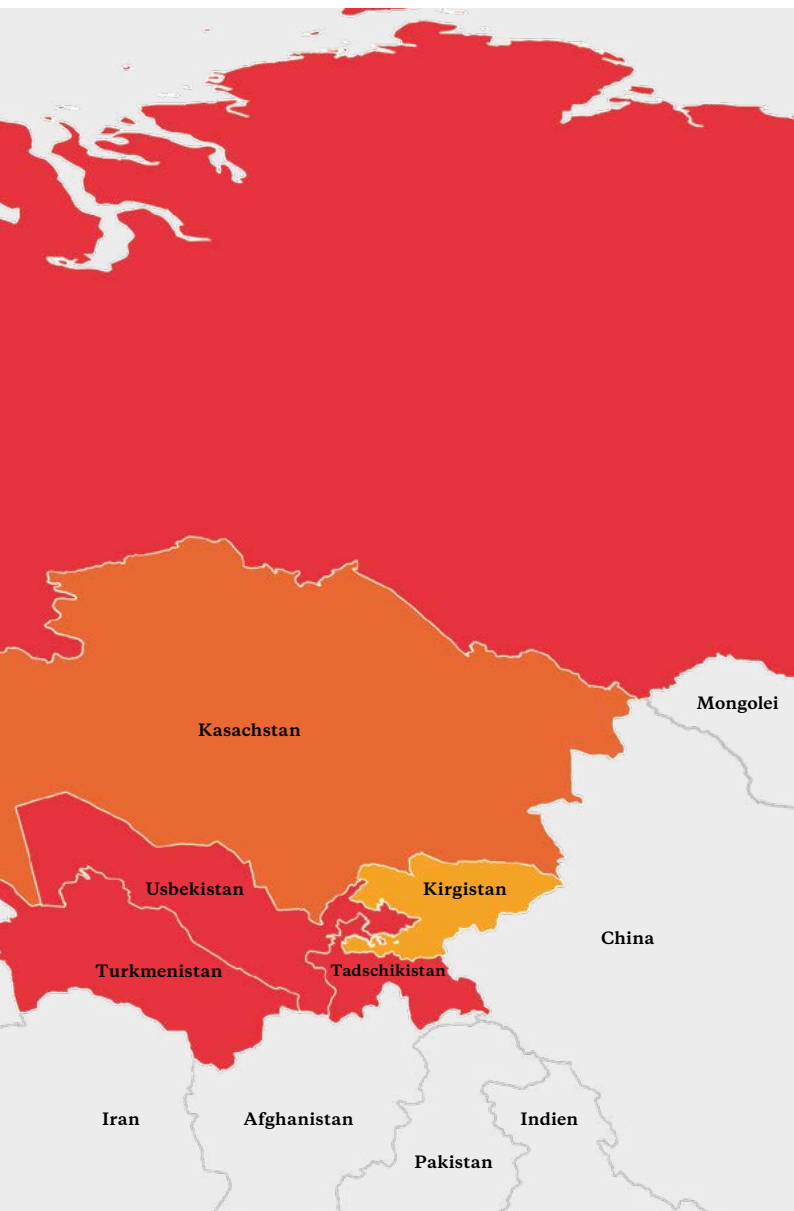 Mongolei
Kasachstan
Usbekistan
Kirgistan
China
Turkmenistan
Tadschikistan
Iran
Afghanistan
Indien
Pakistan